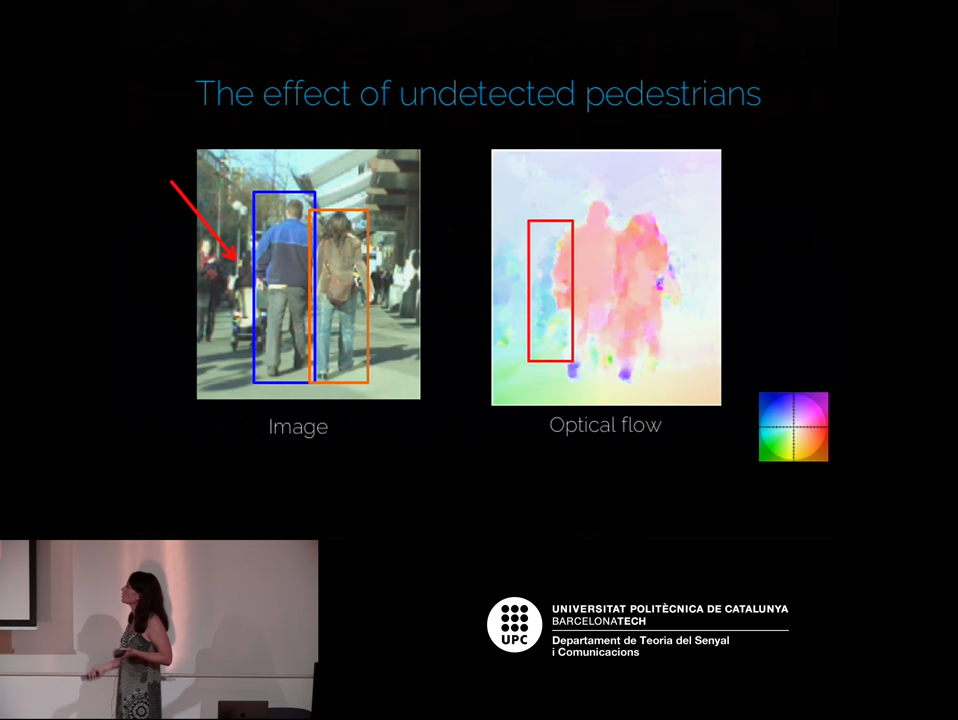 The effect of undetected pedestrians
Image
Optical flow
UPC
UNIVERSITAT POLITÈCNICA DE CATALUNYA
BARCELONATECH
Departament de Teoria del Senyal
i Comunicacions